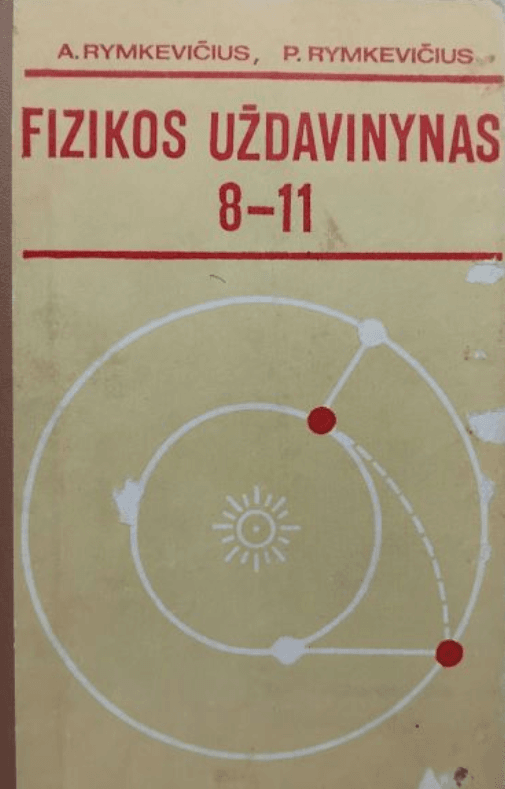 A. RYMKEVIČIUS, P. RYMKEVIČIUS
FIZIKOS UŽDAVINYNAS
8–11